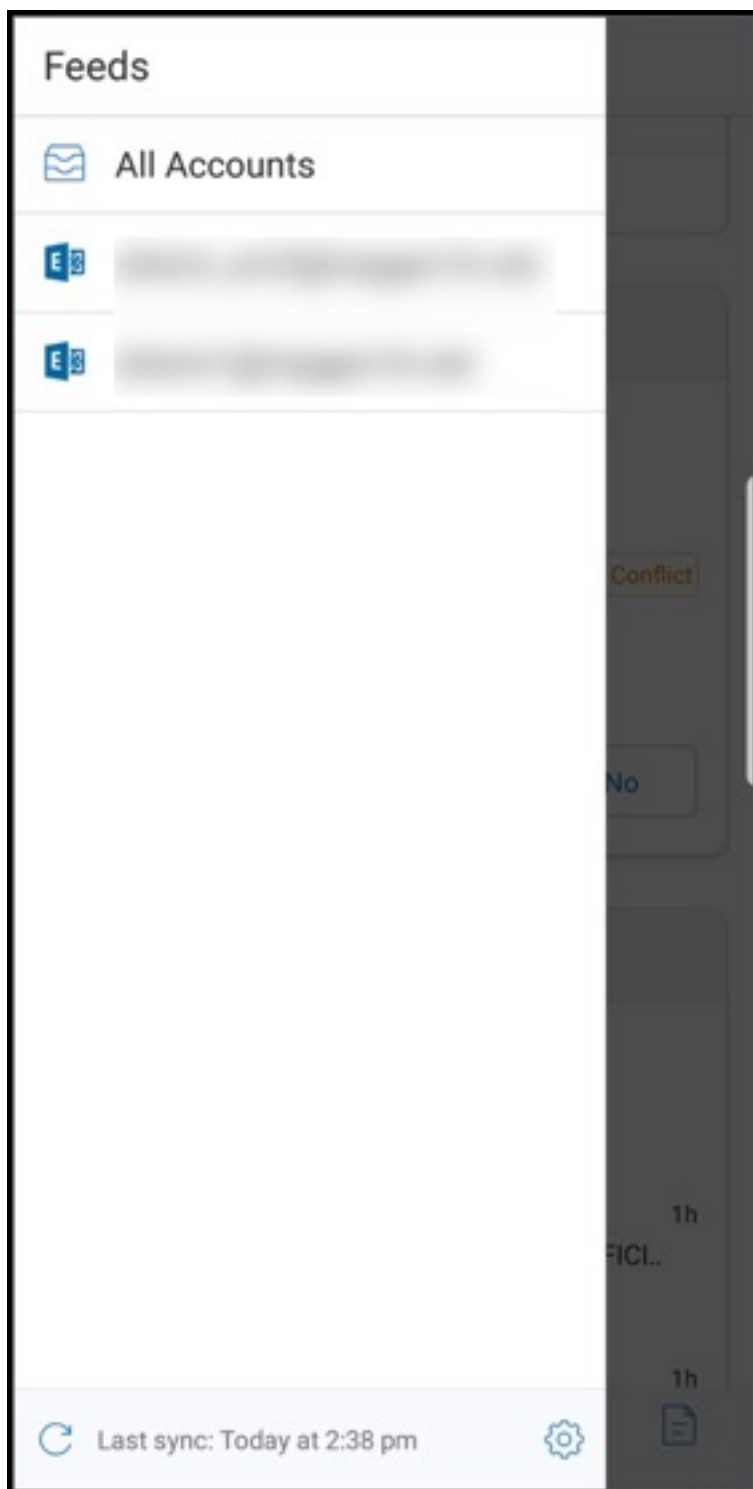 Feeds
All Accounts
E
E
Conflict
No
1h
FICI..
1h
Last sync: Today at 2:38 pm